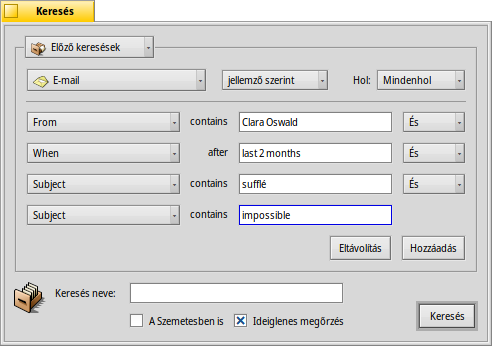 Keresés
Előző keresések
E-mail jellemző szerint Hol: Mindenhol
From contains Clara Oswald És
When after last 2 months És
Subject contains sufflé És
Subject contains impossible
Eltávolítás Hozzáadás
Keresés neve:
A Szemetesben is Ideiglenes megőrzés Keresés